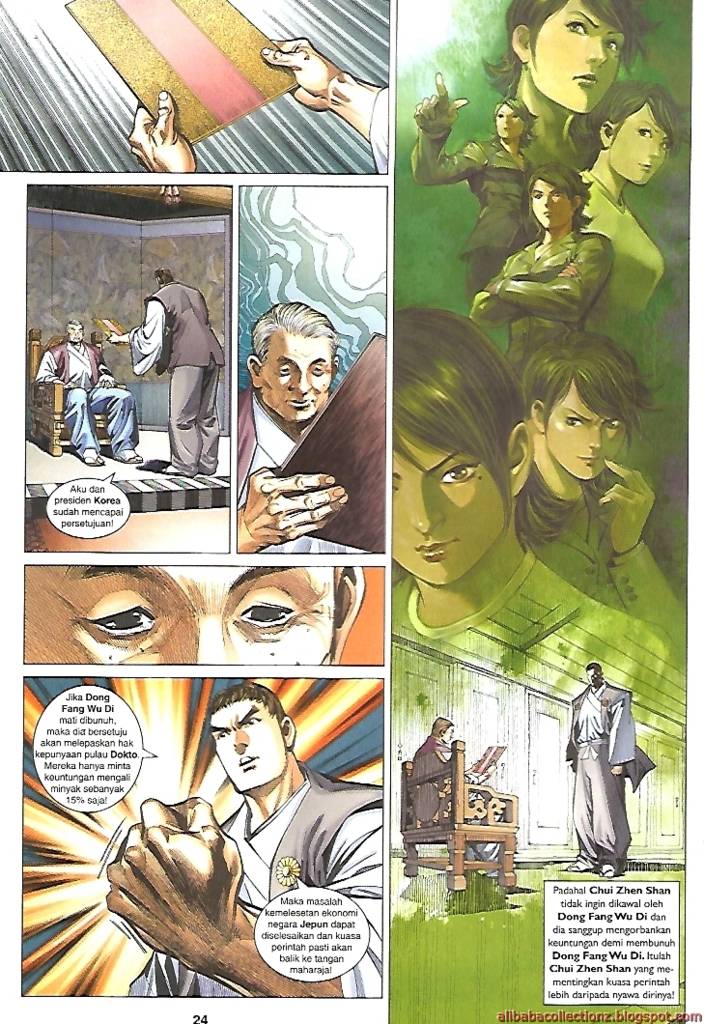 Aku dan
presiden Korea
sudah mencapai
persetujuan!
Jika Dong
Fang Wu Di
mati dibunuh,
maka dia bersetuju
akan melepaskan hak
kepunyaan pulau Dokto.
Mereka hanya minta
keuntungan mengali
minyak sebanyak
15% saja!
Maka masalah
kemelesetan ekonomi
negara Jepun dapat
diselesaikan dan kuasa
perintah pasti akan
balik ke tangan
maharaja!
Padahal Chui Zhen Shan
tidak ingin dikawal oleh
Dong Fang Wu Di dan
dia sanggup mengorbankan
keuntungan demi membunuh
Dong Fang Wu Di. Itulah
Chui Zhen Shan yang me-
mentingkan kuasa perintah
lebih daripada nyawa dirinya!
24
alibabacollectionz.blogspot.com